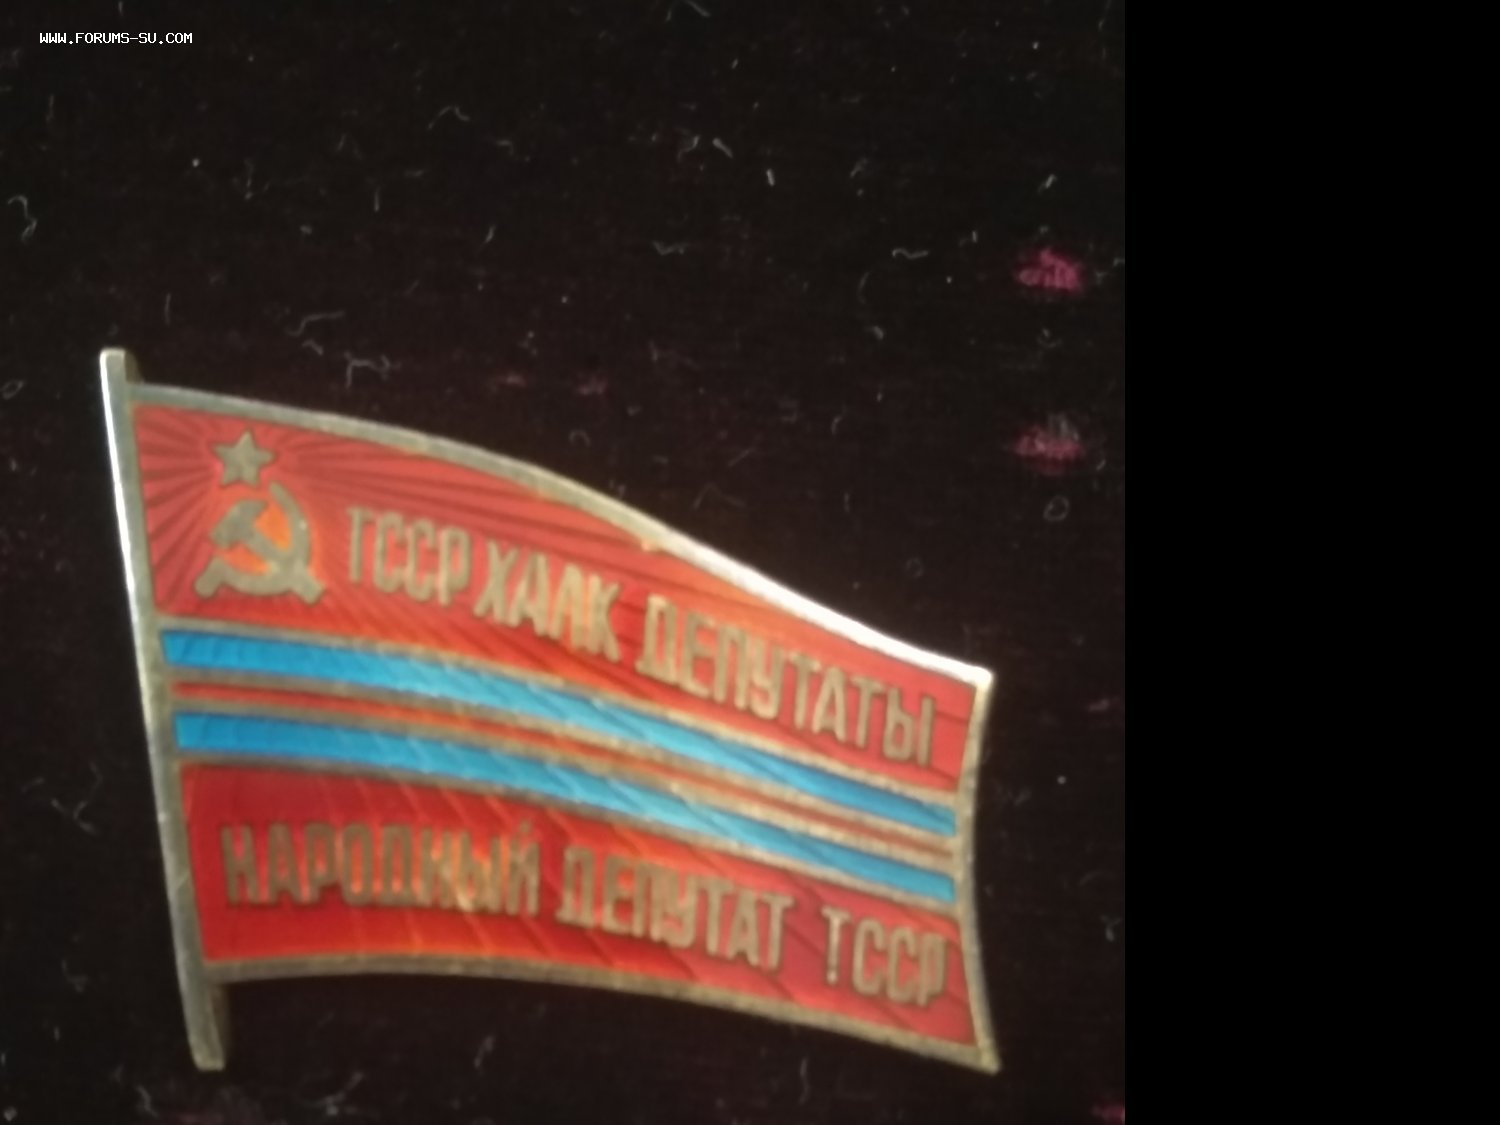 WWW.FORUMS-SU.COM
ТССР ХАЛК ДЕПУТАТЫ
НАРОДНЫЙ ДЕПУТАТ ТССР